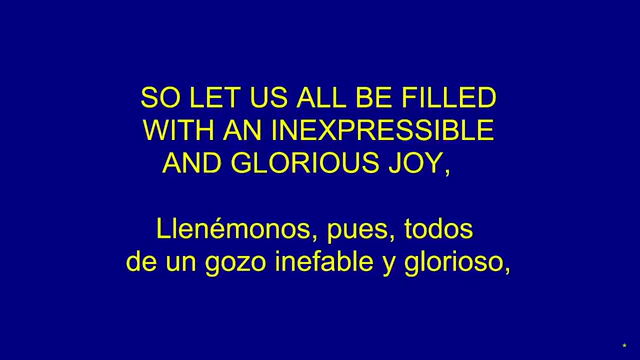 SO LET US ALL BE FILLED
WITH AN INEXPRESSIBLE
AND GLORIOUS JOY,
Llenémonos, pues, todos
de un gozo inefable y glorioso,